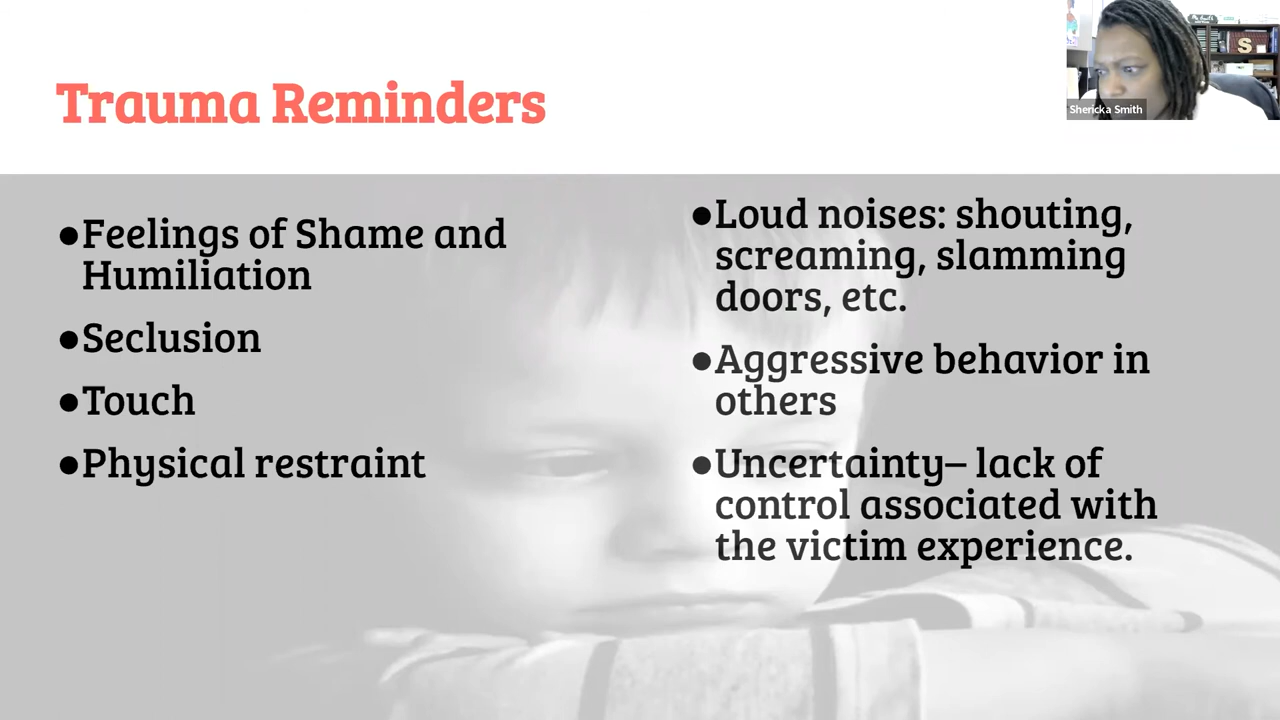 Trauma Reminders
Shericka Smith
●Feelings of Shame and
Humiliation
●Seclusion
●Touch
●Physical restraint
●Loud noises: shouting,
screaming, slamming
doors, etc.
●Aggressive behavior in
others
●Uncertainty– lack of
control associated with
the victim experience.
S